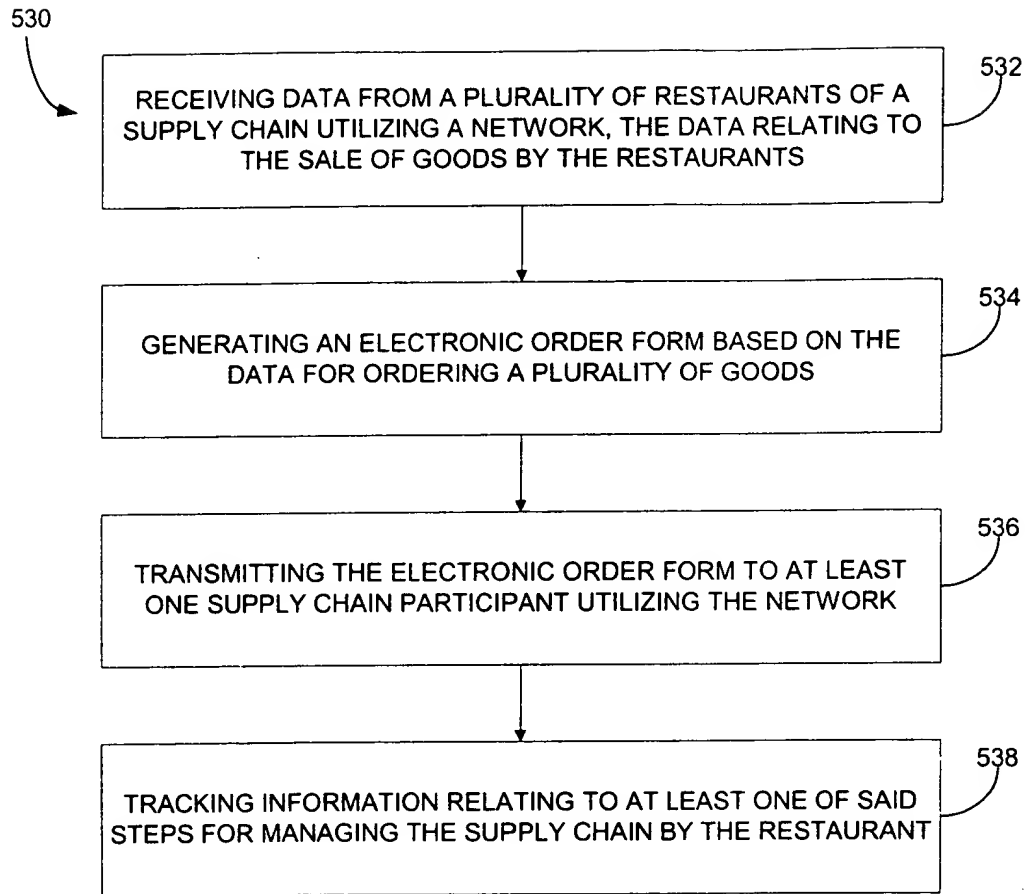 530
532
RECEIVING DATA FROM A PLURALITY OF RESTAURANTS OF A
SUPPLY CHAIN UTILIZING A NETWORK, THE DATA RELATING TO
THE SALE OF GOODS BY THE RESTAURANTS
534
GENERATING AN ELECTRONIC ORDER FORM BASED ON THE
DATA FOR ORDERING A PLURALITY OF GOODS
536
TRANSMITTING THE ELECTRONIC ORDER FORM TO AT LEAST
ONE SUPPLY CHAIN PARTICIPANT UTILIZING THE NETWORK
538
TRACKING INFORMATION RELATING TO AT LEAST ONE OF SAID
STEPS FOR MANAGING THE SUPPLY CHAIN BY THE RESTAURANT